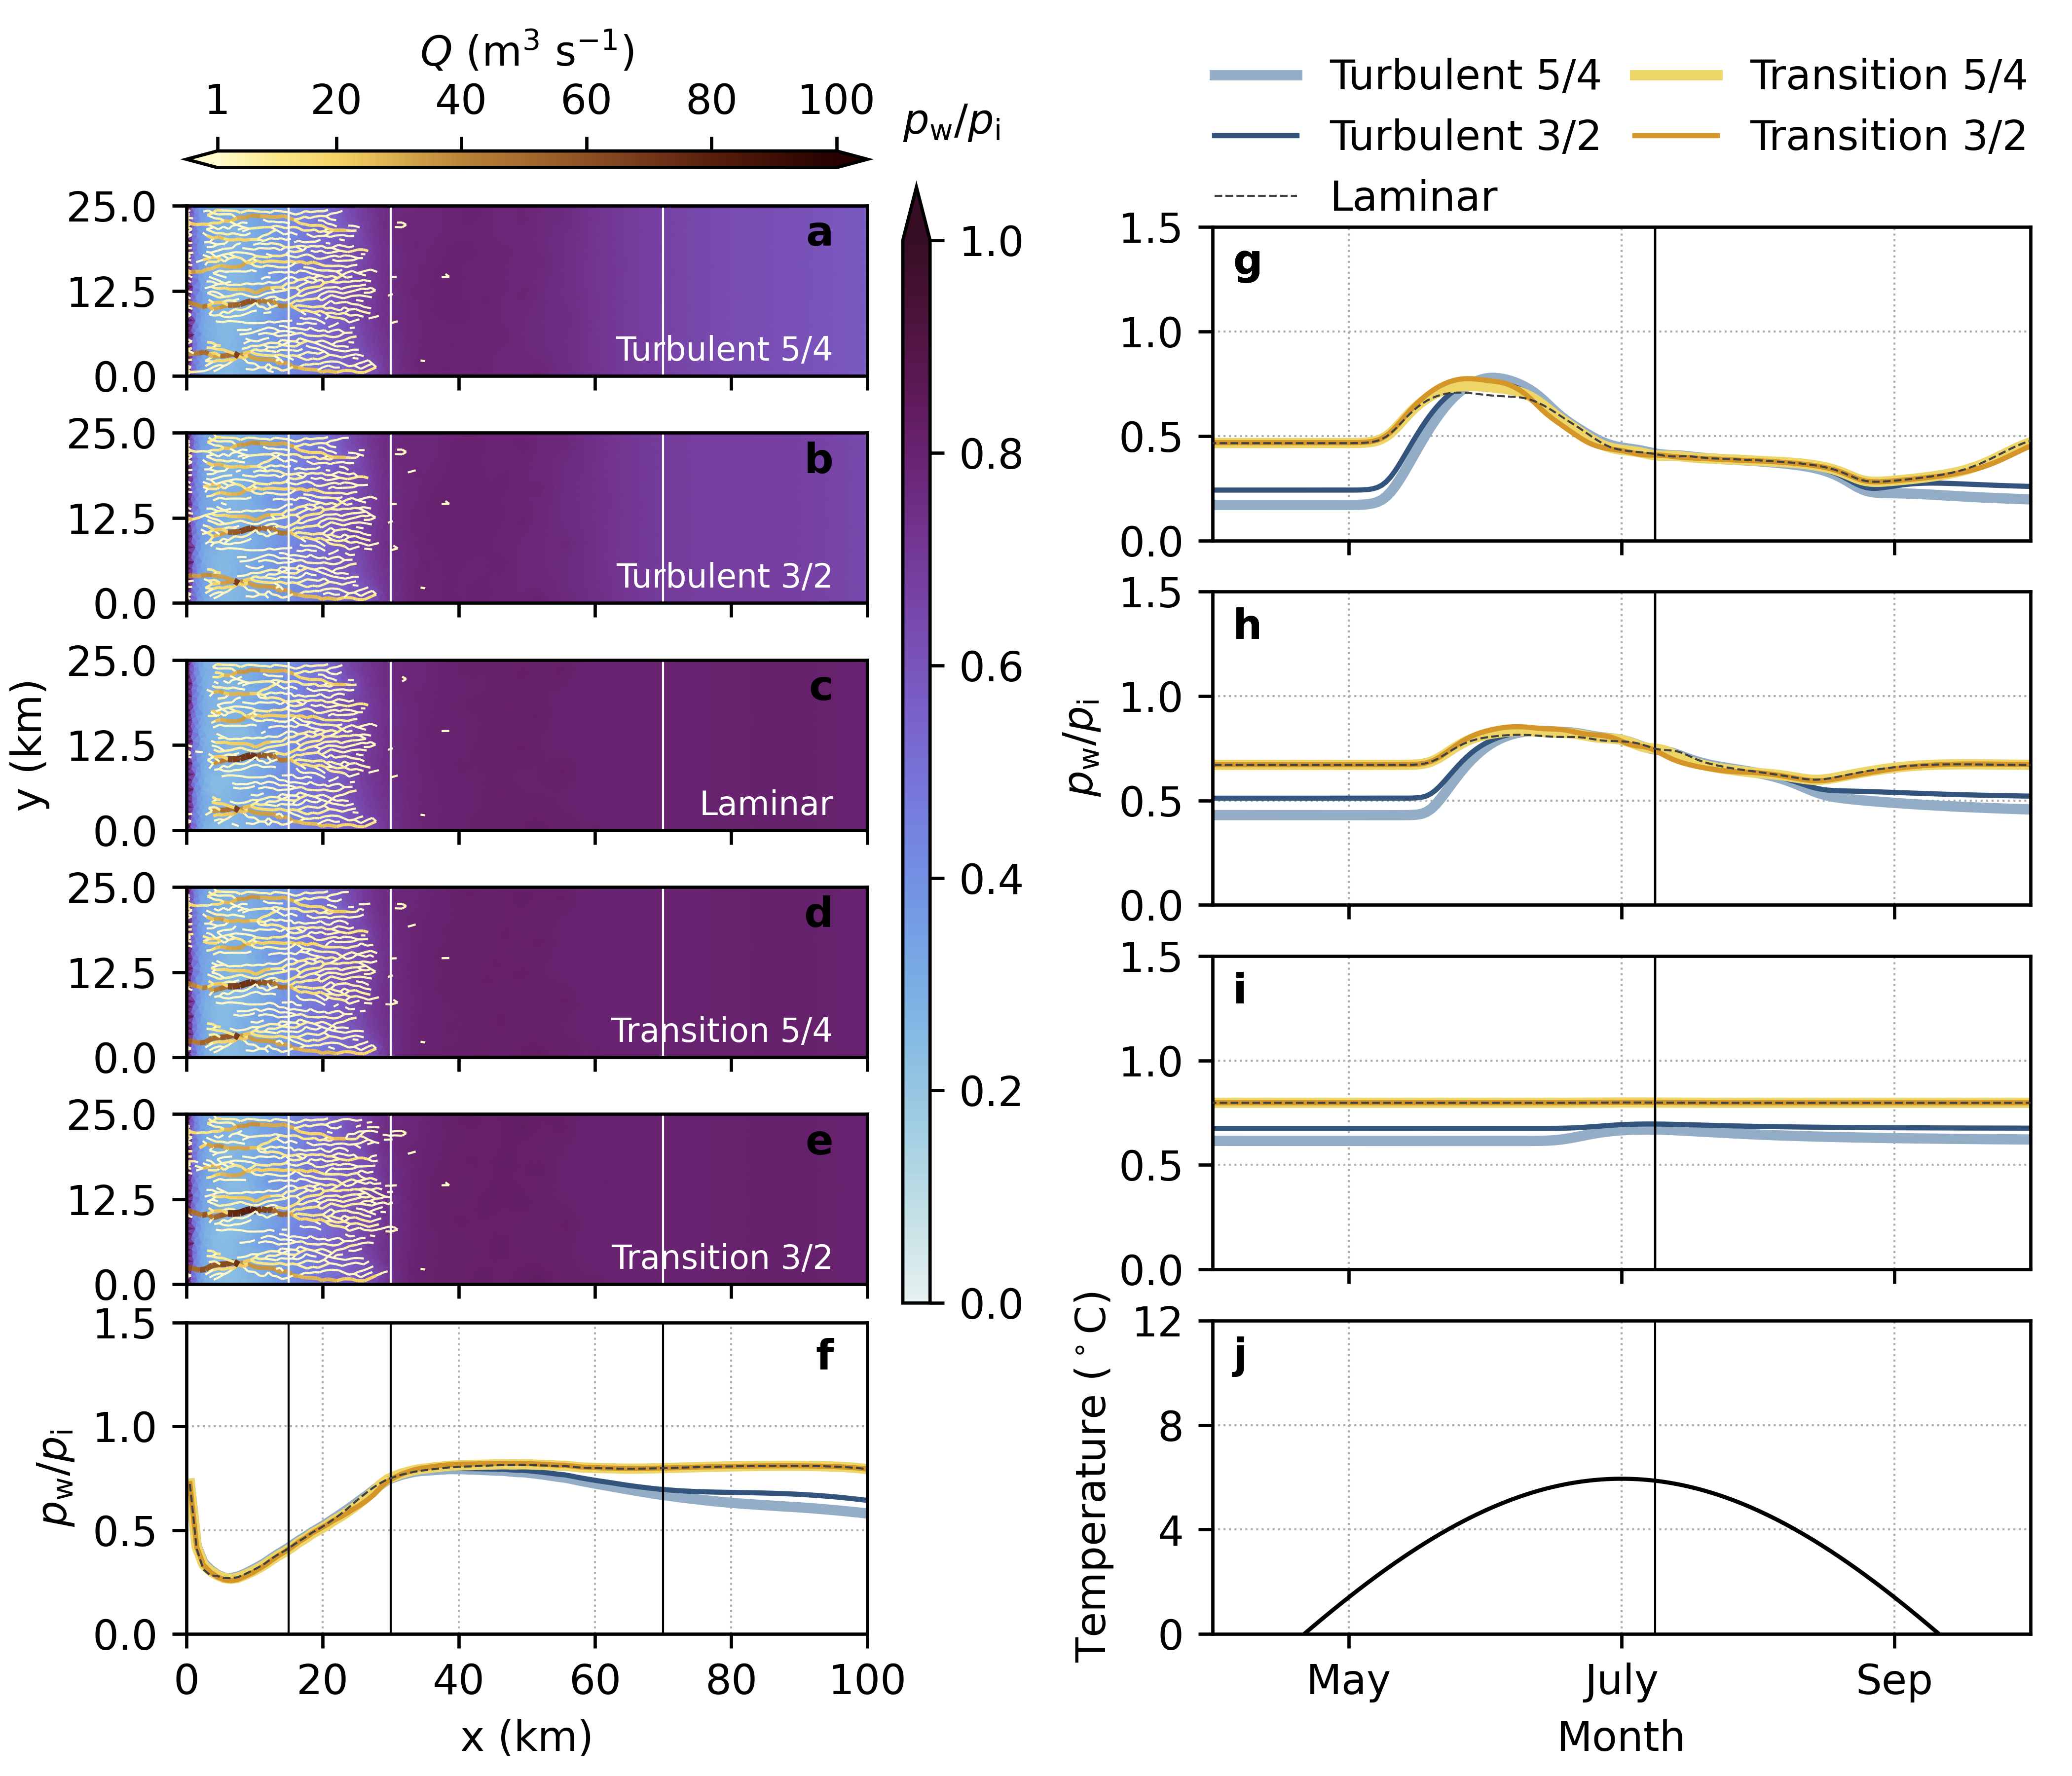 Q (m³ s⁻¹)
1 20 40 60 80 100
p_w/p_i
1.0
0.8
0.6
0.4
0.2
0.0
y (km)
25.0
12.5
0.0
a
Turbulent 5/4
25.0
12.5
0.0
b
Turbulent 3/2
25.0
12.5
0.0
c
Laminar
25.0
12.5
0.0
d
Transition 5/4
25.0
12.5
0.0
e
Transition 3/2
p_w/p_i
1.5
1.0
0.5
0.0
f
0 20 40 60 80 100
x (km)
Turbulent 5/4 Transition 5/4
Turbulent 3/2 Transition 3/2
Laminar
1.5
1.0
0.5
0.0
g
p_w/p_i
1.5
1.0
0.5
0.0
h
1.5
1.0
0.5
0.0
i
Temperature (°C)
12
8
4
0
j
May July Sep
Month